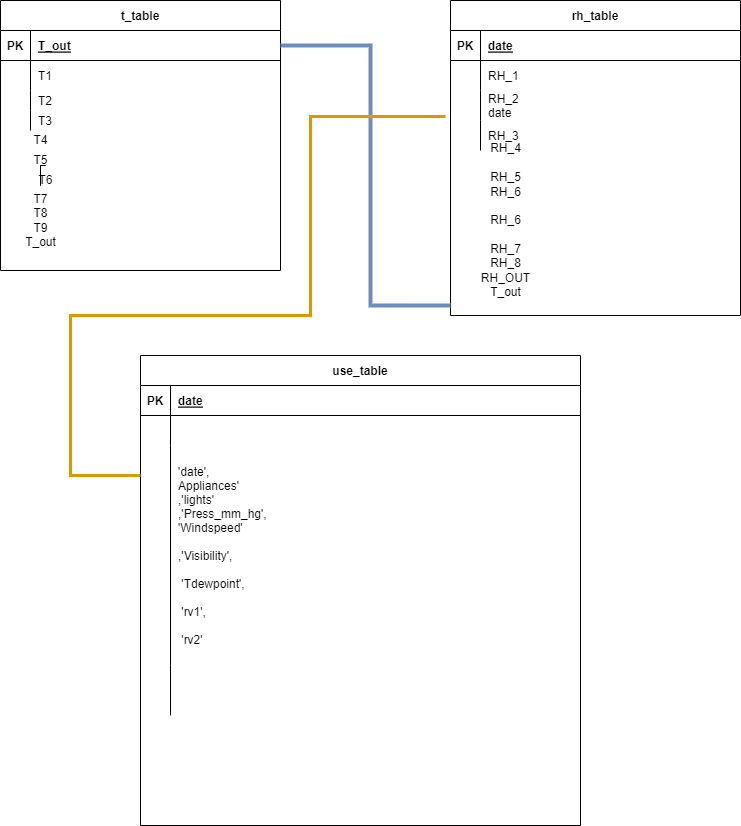 t_table
PK T_out
T1
T2
T3
T4
T5
T6
T7
T8
T9
T_out
rh_table
PK date
RH_1
RH_2
date
RH_3
RH_4
RH_5
RH_6
RH_6
RH_7
RH_8
RH_OUT
T_out
use_table
PK date
'date',
Appliances'
,'lights'
,'Press_mm_hg',
'Windspeed'
,'Visibility',
'Tdewpoint',
'rv1',
'rv2'